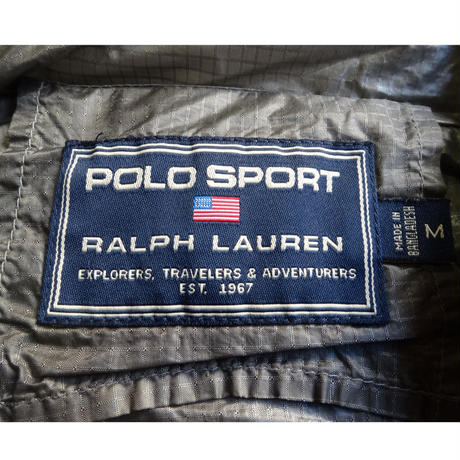 POLO SPORT
RALPH LAUREN
EXPLORERS, TRAVELERS & ADVENTURERS
EST. 1967
MADE IN
BANGLADESH
M